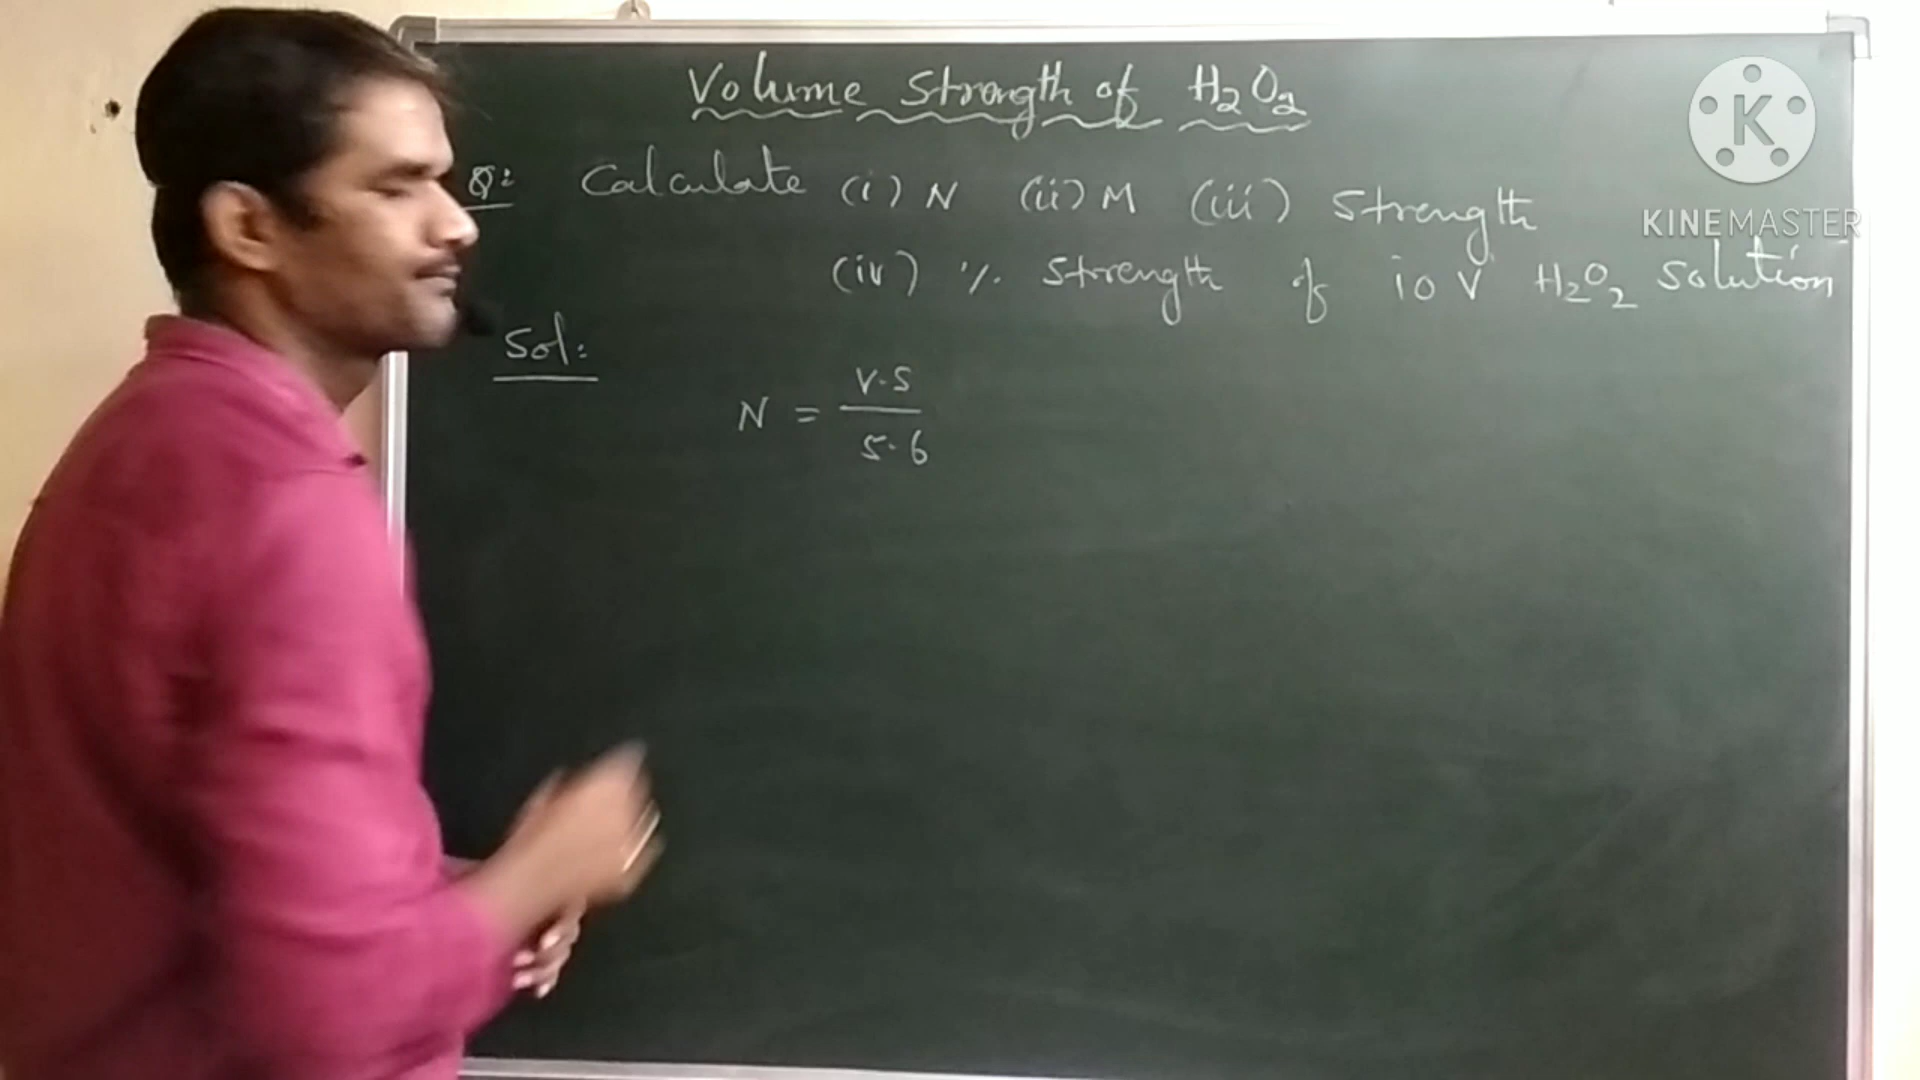 Volume Strength of H₂O₂
Q: Calculate (i) N (ii) M (iii) Strength
(iv) % Strength of 10 V H₂O₂ Solution
Sol:
N = V.S / 5.6
K
KINEMASTER